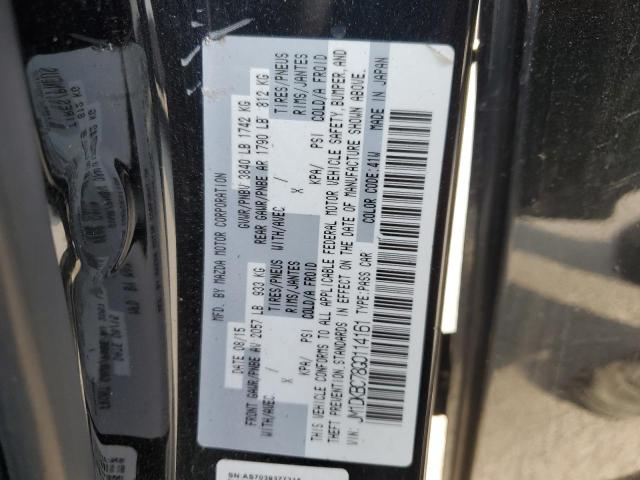 MFD. BY MAZDA MOTOR CORPORATION
DATE 08/15 GVWR/PNBV 3840 LB 1742 KG
FRONT GAWR/PNBE AV 2057 LB 933 KG REAR GAWR/PNBE AR 1790 LB 812 KG
WITH/AVEC / TIRES/PNEUS WITH/AVEC / TIRES/PNEUS
X RIMS/JANTES X RIMS/JANTES
KPA/ PSI COLD/A FROID KPA/ PSI COLD/A FROID
THIS VEHICLE CONFORMS TO ALL APPLICABLE FEDERAL MOTOR VEHICLE SAFETY, BUMPER, AND
THEFT PREVENTION STANDARDS IN EFFECT ON THE DATE OF MANUFACTURE SHOWN ABOVE.
VIN: TYPE:PASS CAR COLOR CODE:41W MADE IN JAPAN